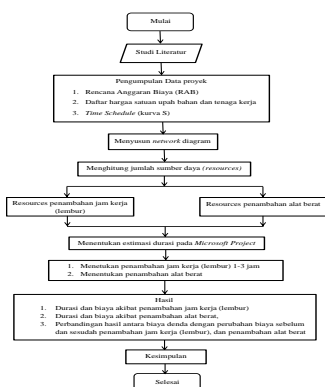 Mulai
Studi Literatur
Pengumpulan Data proyek
1. Rencana Anggaran Biaya (RAB)
2. Daftar hargaa satuan upah bahan dan tenaga kerja
3. Time Schedule (kurva S)
Menyusun network diagram
Menghitung jumlah sumber daya (resources)
Resources penambahan jam kerja
(lembur)
Resources penambahan alat berat
Menentukan estimasi durasi pada Microsoft Project
1. Menetukan penambahan jam kerja (lembur) 1-3 jam
2. Menentukan penambahan alat berat
Hasil
1. Durasi dan biaya akibat penambahan jam kerja (lembur)
2. Durasi dan biaya akibat penambahan alat berat,
3. Perbandingan hasil antara biaya denda dengan perubahan biaya sebelum
dan sesudah penambahan jam kerja (lembur), dan penambahan alat berat
Kesimpulan
Selesai